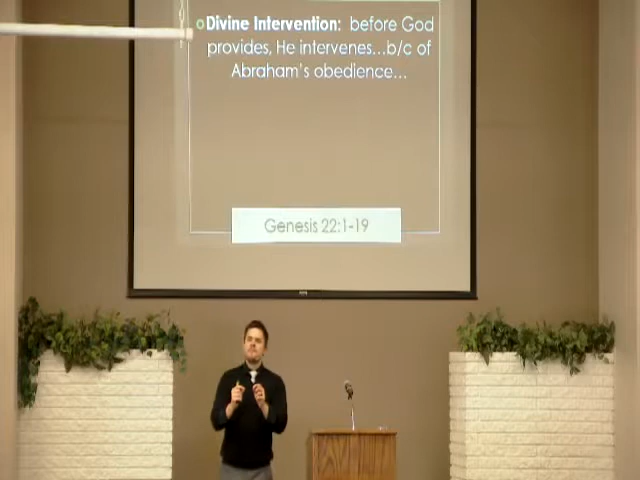 Divine Intervention: before God
provides, He intervenes...b/c of
Abraham's obedience...
Genesis 22:1-19